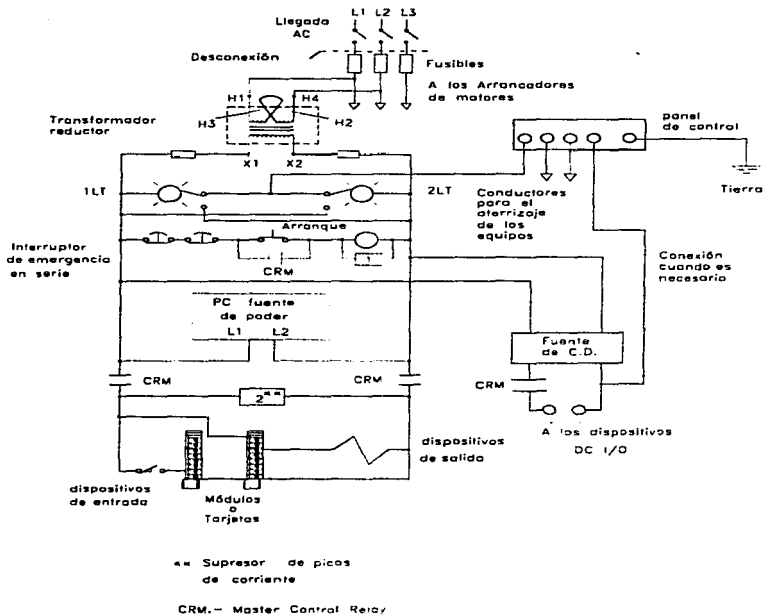 Llegada
AC
L1 L2 L3
Desconexión
Fusibles
A los Arrancadores
de motores
H1 H4
H3 H2
Transformador
reductor
X1 X2
panel
de control
Tierra
1LT
2LT
Conductores
para el
aterrizaje
de los
equipos
Interruptor
de emergencia
en serie
Arranque
CRM
1
Conexión
cuando es
necesario
PC fuente
de poder
L1 L2
Fuente
de C.D.
CRM
CRM
CRM
2**
A los dispositivos
DC I/O
dispositivos
de salida
dispositivos
de entrada
Módulos
o
Tarjetas
** Supresor de picos
de corriente
CRM.- Master Control Relay